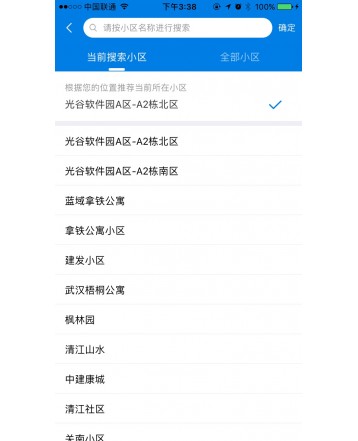 中国联通 下午3:38 100%
请按小区名称进行搜索 确定
当前搜索小区 全部小区
根据您的位置推荐当前所在小区
光谷软件园A区-A2栋北区
光谷软件园A区-A2栋北区
光谷软件园A区-A2栋南区
蓝域拿铁公寓
拿铁公寓小区
建发小区
武汉梧桐公寓
枫林园
清江山水
中建康城
清江社区
关南小区